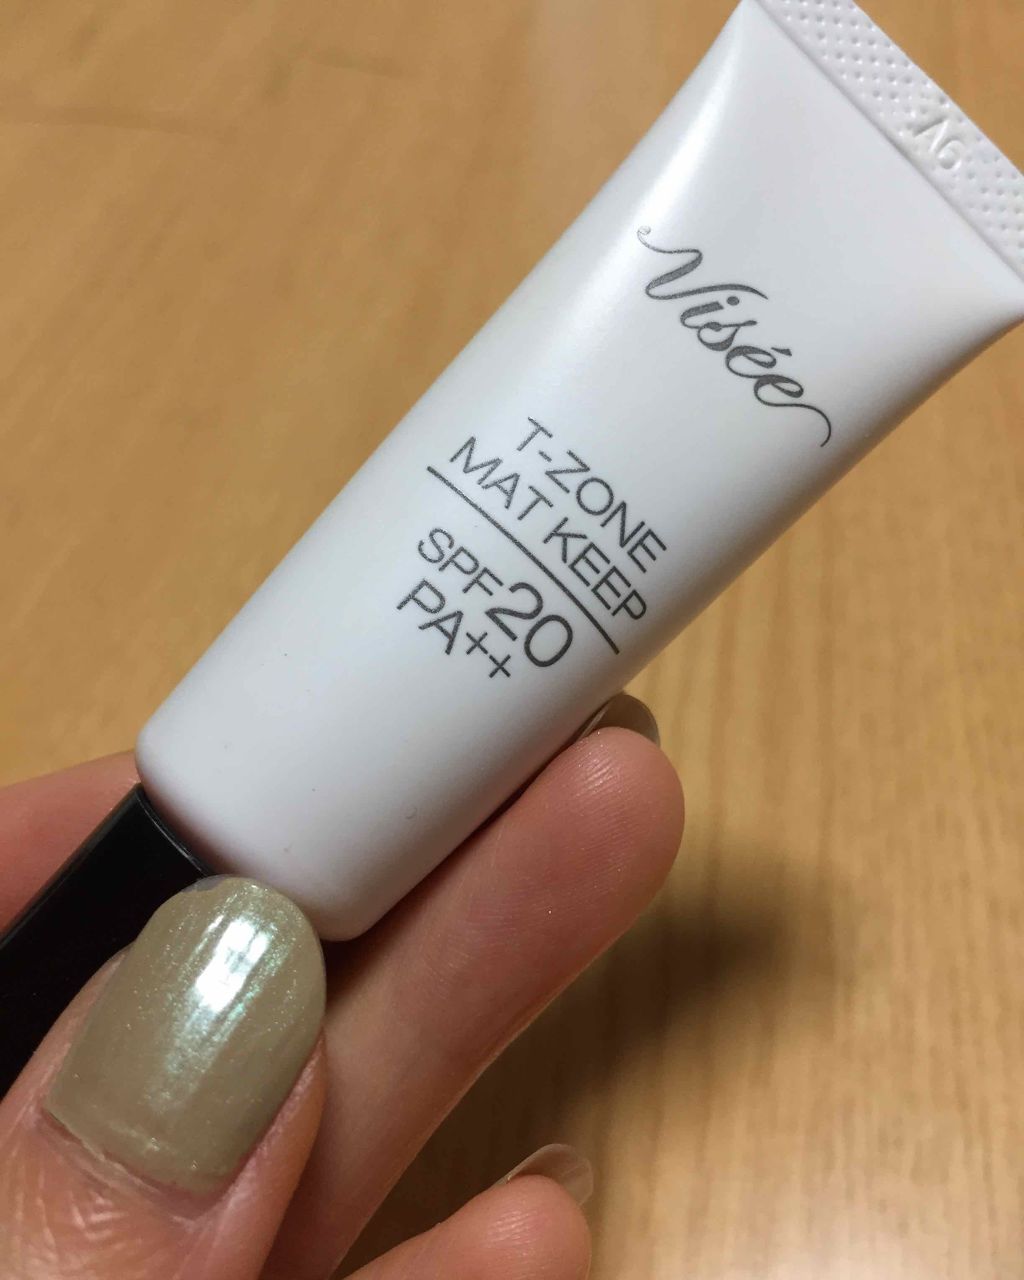 Visée
T-ZONE
MAT KEEP
SPF20
PA++